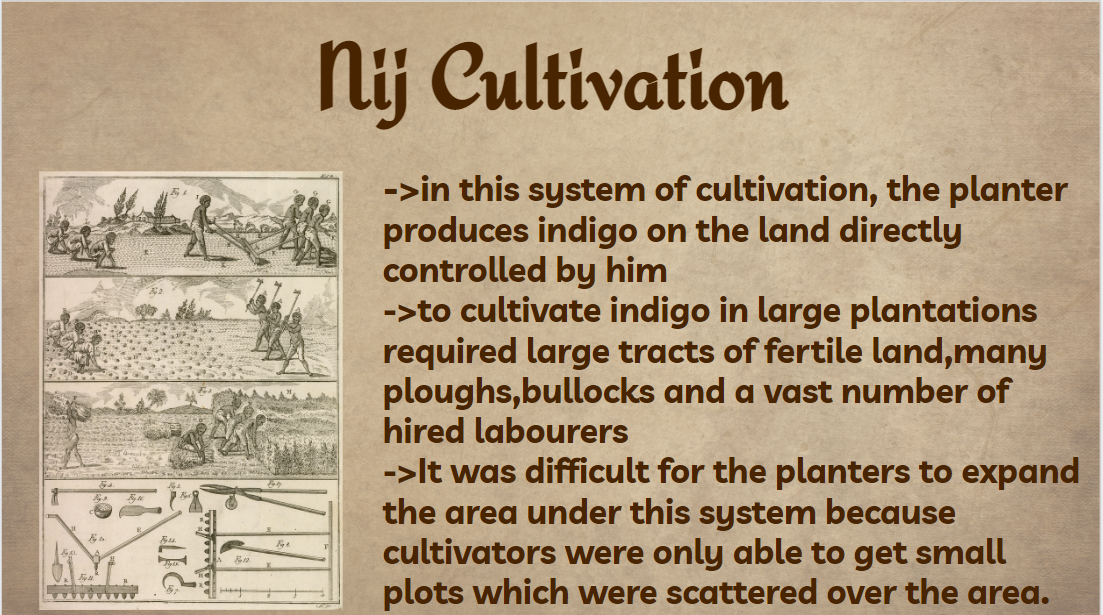 Nij Cultivation
->in this system of cultivation, the planter
produces indigo on the land directly
controlled by him
->to cultivate indigo in large plantations
required large tracts of fertile land,many
ploughs,bullocks and a vast number of
hired labourers
->It was difficult for the planters to expand
the area under this system because
cultivators were only able to get small
plots which were scattered over the area.